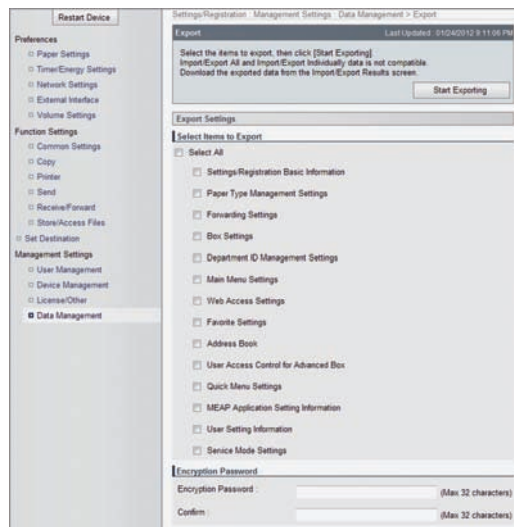 Restart Device
Preferences
Paper Settings
Timer/Energy Settings
Network Settings
External Interface
Volume Settings
Function Settings
Common Settings
Copy
Printer
Send
Receive/Forward
Store/Access Files
Set Destination
Management Settings
User Management
Device Management
License/Other
Data Management
Settings/Registration : Management Settings : Data Management > Export
Export
Last Updated : 01/24/2012 9:11:06 PM
Select the items to export, then click [Start Exporting].
Import/Export All and Import/Export Individually data is not compatible.
Download the exported data from the Import/Export Results screen.
Start Exporting
Export Settings
Select Items to Export
Select All
Settings/Registration Basic Information
Paper Type Management Settings
Forwarding Settings
Box Settings
Department ID Management Settings
Main Menu Settings
Web Access Settings
Favorite Settings
Address Book
User Access Control for Advanced Box
Quick Menu Settings
MEAP Application Setting Information
User Setting Information
Service Mode Settings
Encryption Password
Encryption Password :
(Max 32 characters)
Confirm :
(Max 32 characters)